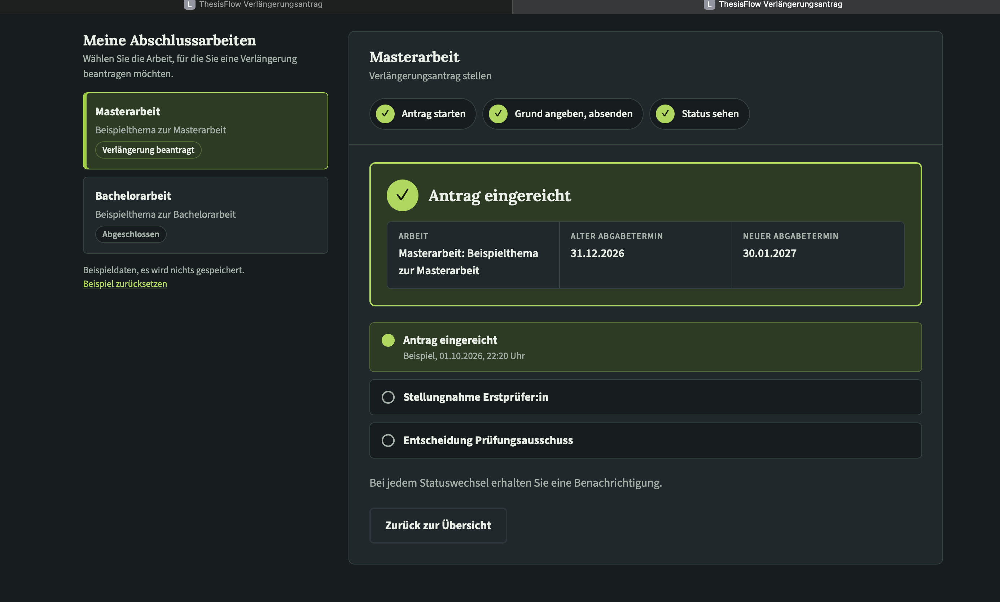 L ThesisFlow Verlängerungsantrag
L ThesisFlow Verlängerungsantrag
Meine Abschlussarbeiten
Wählen Sie die Arbeit, für die Sie eine Verlängerung
beantragen möchten.
Masterarbeit
Beispielthema zur Masterarbeit
Verlängerung beantragt
Bachelorarbeit
Beispielthema zur Bachelorarbeit
Abgeschlossen
Beispieldaten, es wird nichts gespeichert.
Beispiel zurücksetzen
Masterarbeit
Verlängerungsantrag stellen
Antrag starten
Grund angeben, absenden
Status sehen
Antrag eingereicht
ARBEIT
Masterarbeit: Beispielthema
zur Masterarbeit
ALTER ABGABETERMIN
31.12.2026
NEUER ABGABETERMIN
30.01.2027
Antrag eingereicht
Beispiel, 01.10.2026, 22:20 Uhr
Stellungnahme Erstprüfer:in
Entscheidung Prüfungsausschuss
Bei jedem Statuswechsel erhalten Sie eine Benachrichtigung.
Zurück zur Übersicht